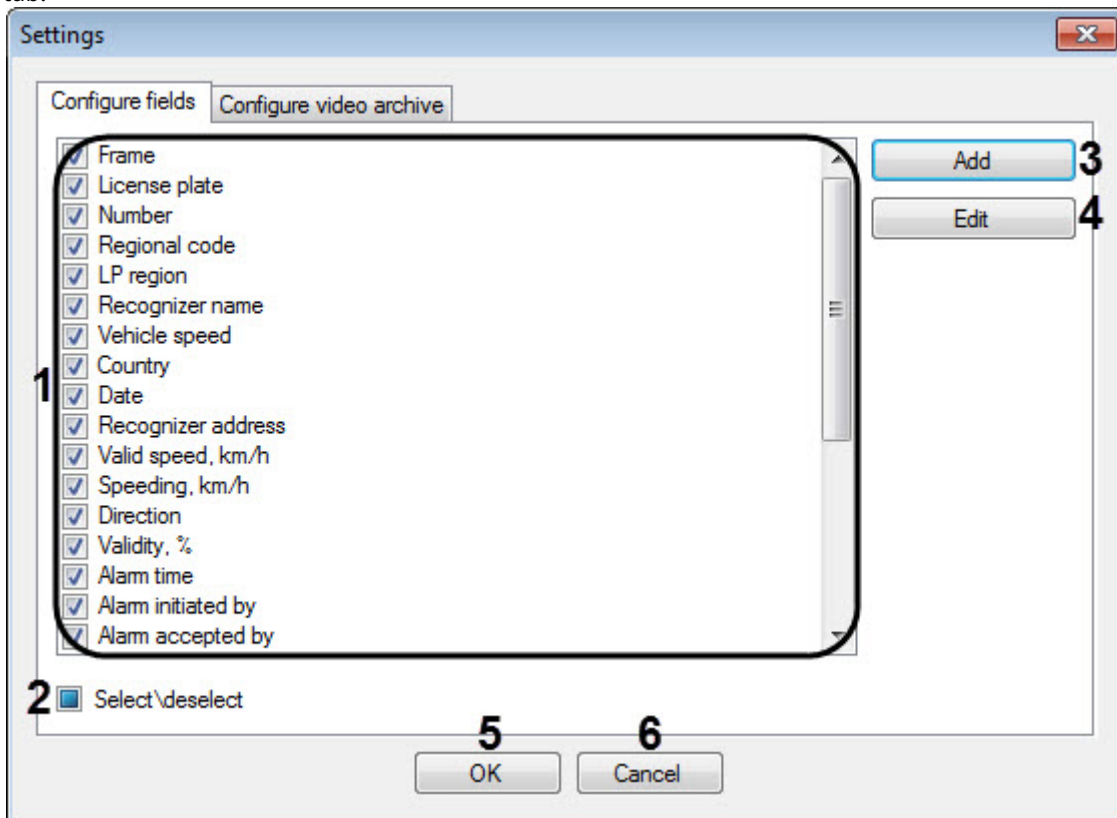 Settings
Configure fields Configure video archive
Frame
License plate
Number
Regional code
LP region
Recognizer name
Vehicle speed
Country
Date
Recognizer address
Valid speed, km/h
Speeding, km/h
Direction
Validity, %
Alarm time
Alarm initiated by
Alarm accepted by
1
Add 3
Edit 4
2 Select\deselect
5 6
OK Cancel